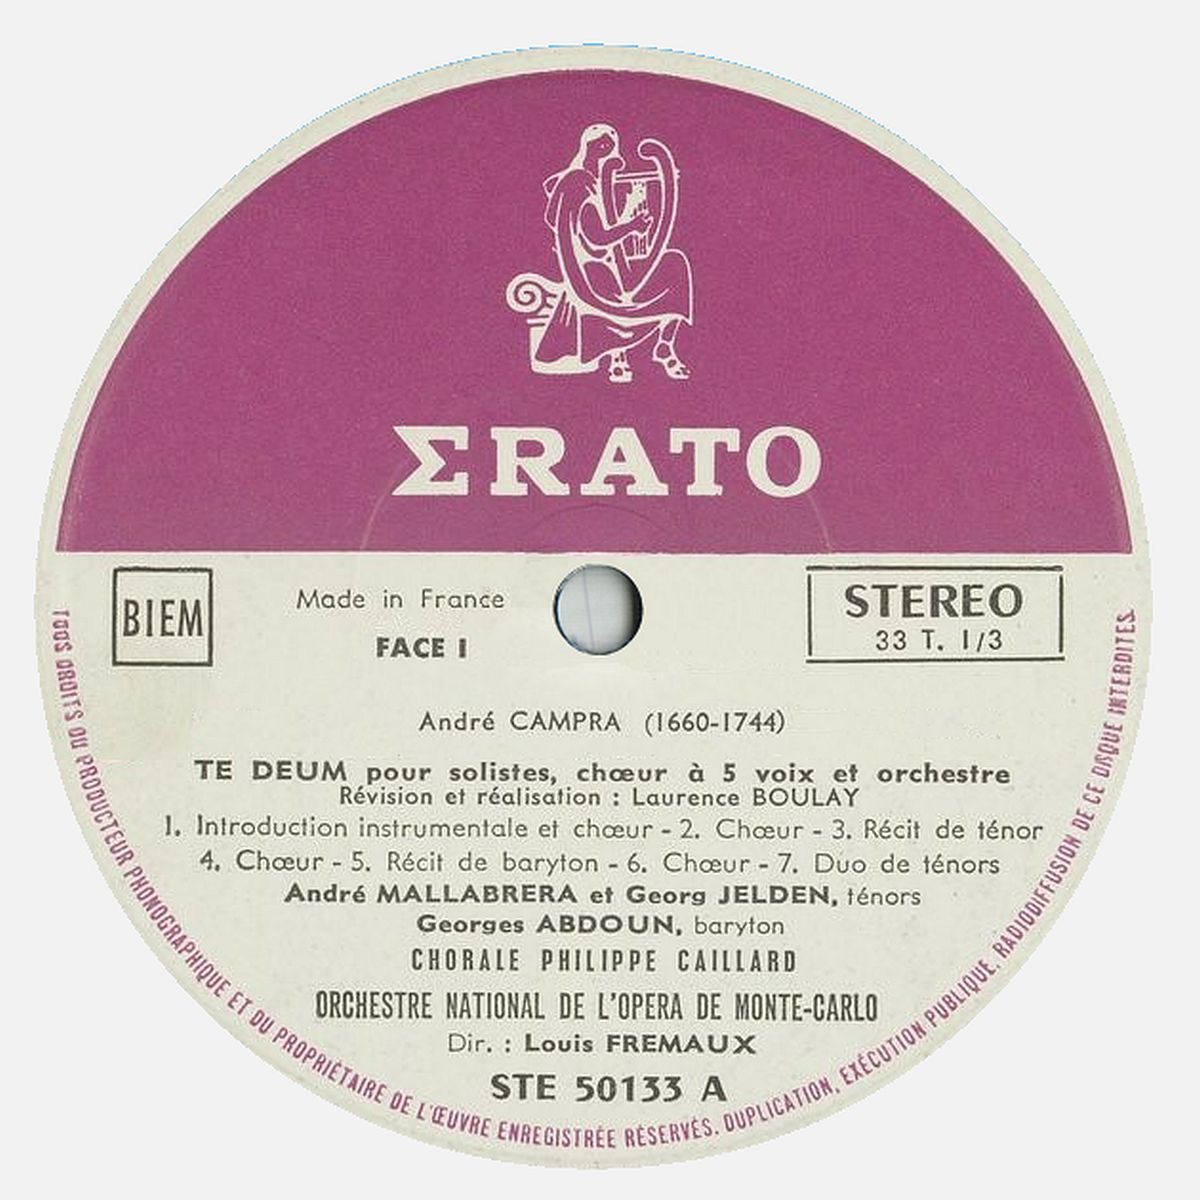 ΣRATO
BIEM
Made in France
FACE 1
STEREO
33 T. 1/3
André CAMPRA (1660-1744)
TE DEUM pour solistes, chœur à 5 voix et orchestre
Révision et réalisation : Laurence BOULAY
1. Introduction instrumentale et chœur - 2. Chœur - 3. Récit de ténor
4. Chœur - 5. Récit de baryton - 6. Chœur - 7. Duo de ténors
André MALLABRERA et Georg JELDEN, ténors
Georges ABDOUN, baryton
CHORALE PHILIPPE CAILLARD
ORCHESTRE NATIONAL DE L'OPERA DE MONTE-CARLO
Dir. : Louis FREMAUX
STE 50133 A
TOUS DROITS DU PRODUCTEUR PHONOGRAPHIQUE ET DU PROPRIÉTAIRE DE L'ŒUVRE ENREGISTRÉE RÉSERVÉS. DUPLICATION, EXÉCUTION PUBLIQUE, RADIODIFFUSION DE CE DISQUE INTERDITES.